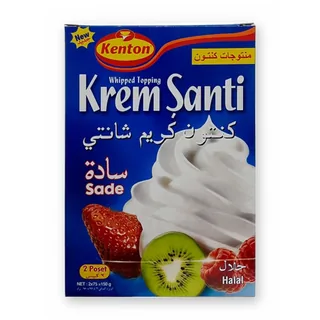 New
Kenton
منتوجات كنتون
Whipped Topping
Krem Şanti
كنتون كريم شانتي
سادة
Sade
2 Poşet
حلال
Halal
NET : 2x75 = 150 g